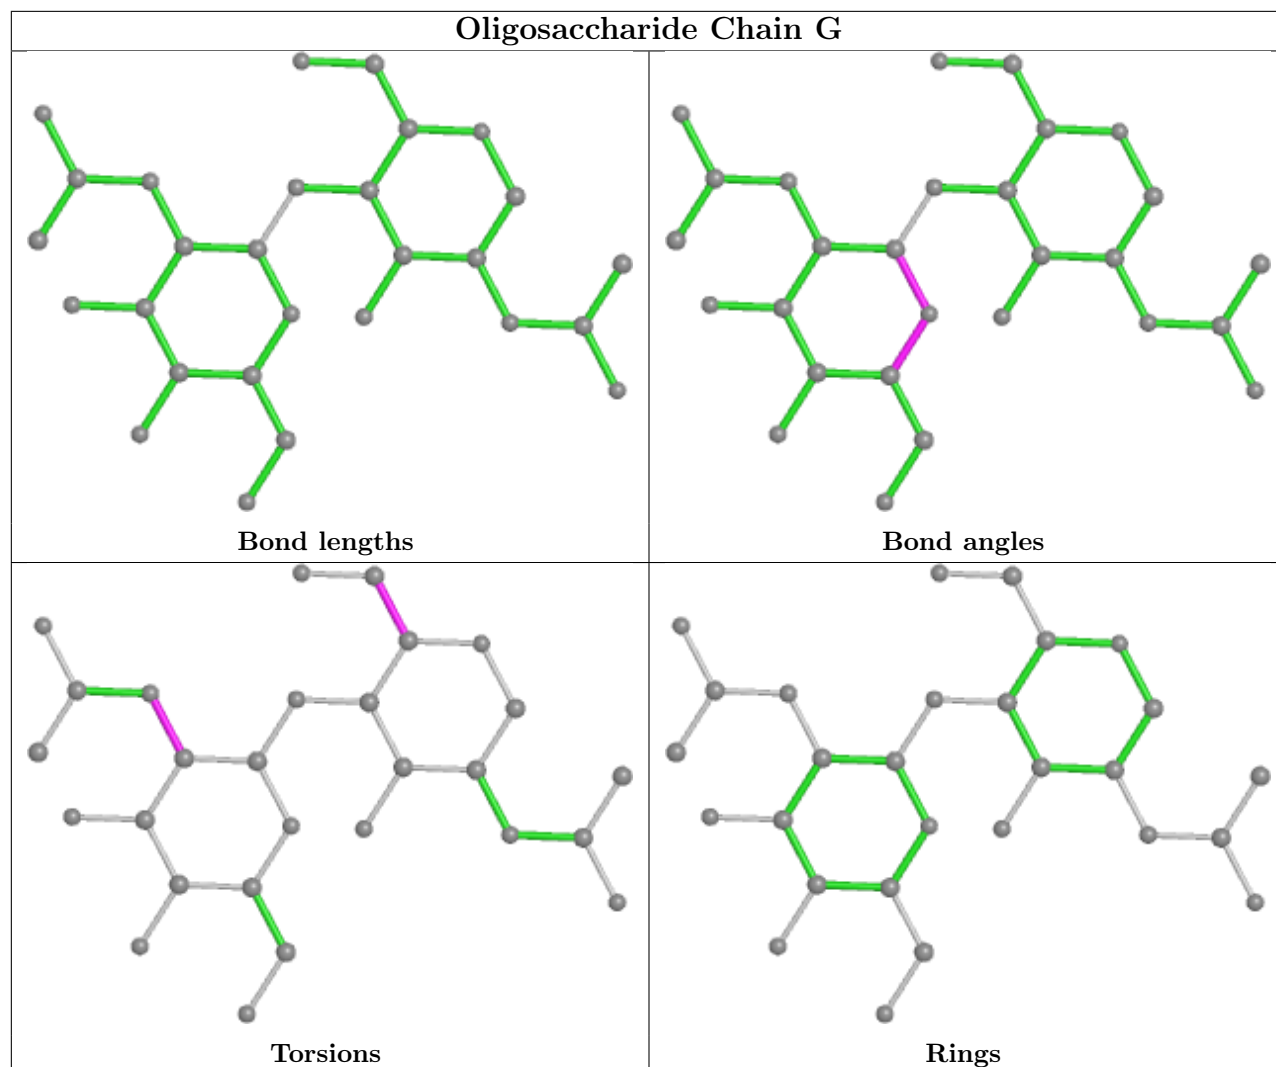 Oligosaccharide Chain G
Bond lengths
Bond angles
Torsions
Rings